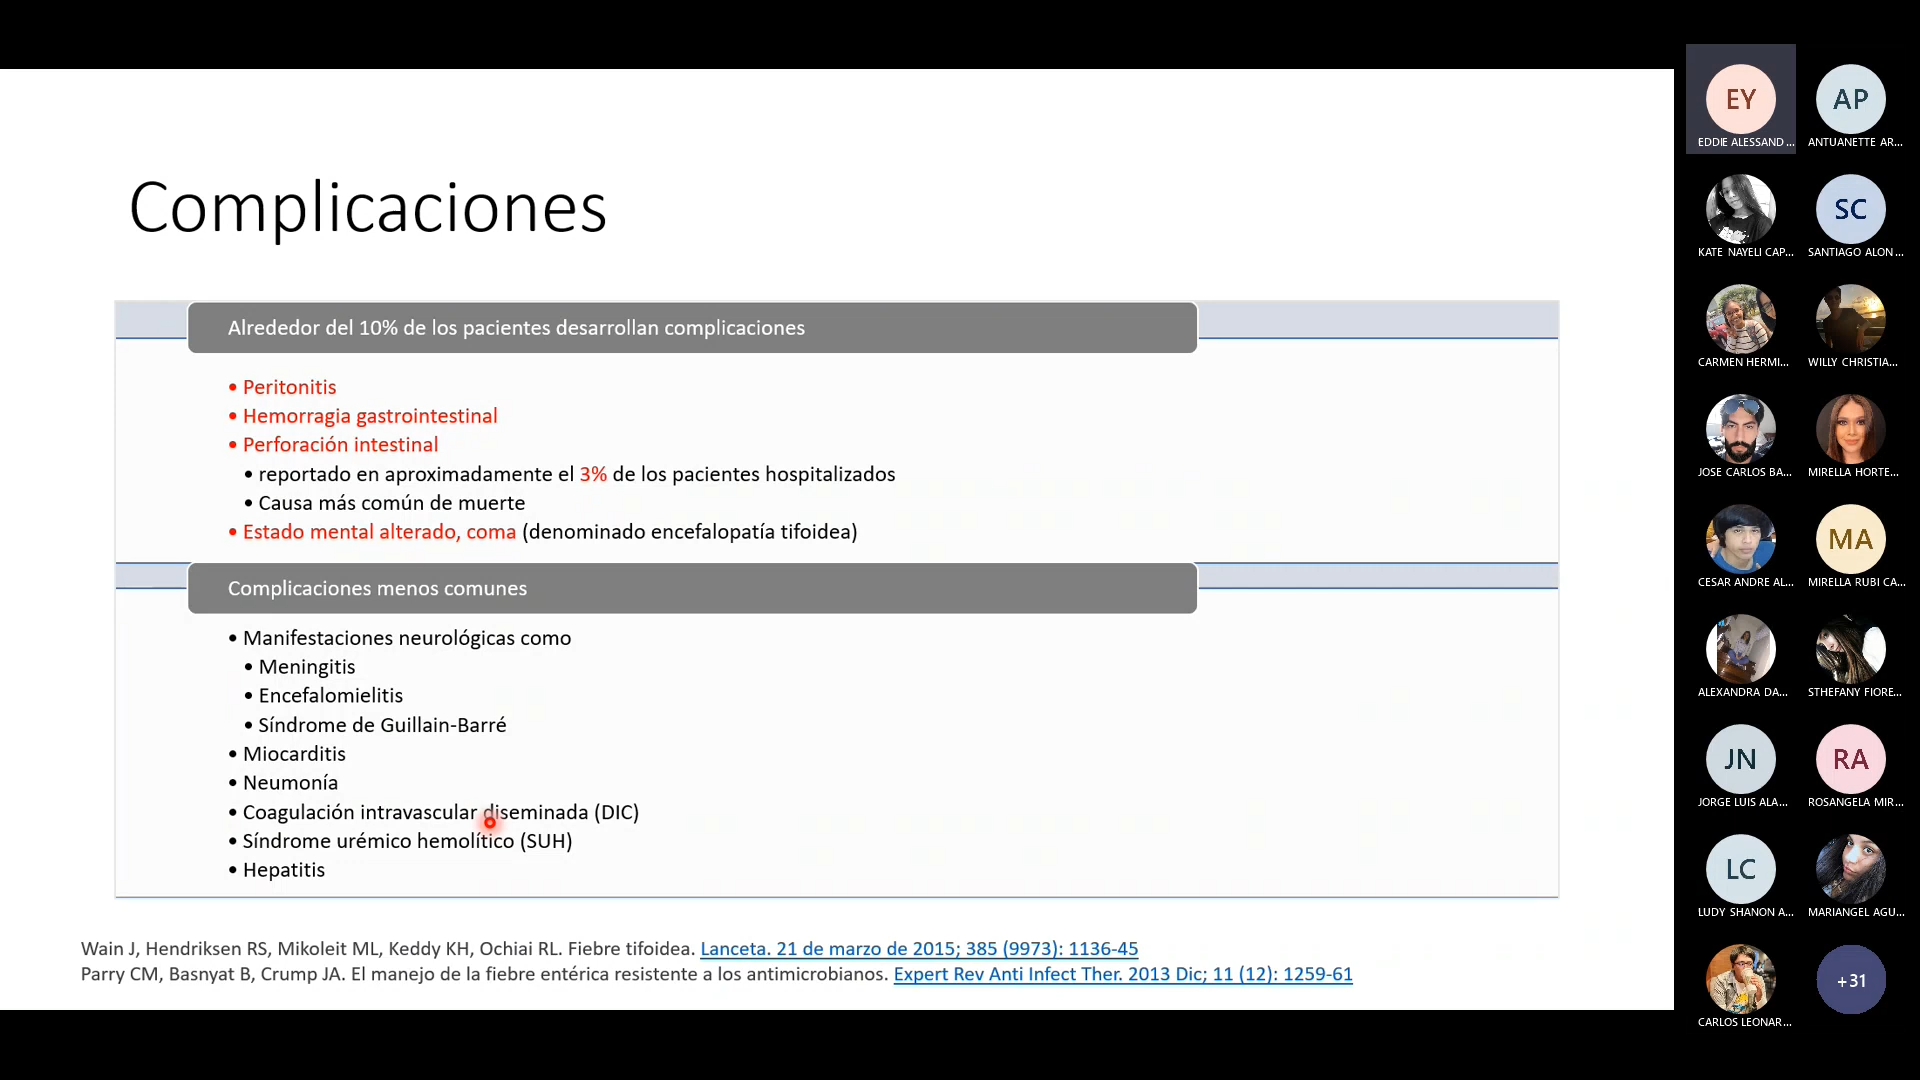 Complicaciones
Alrededor del 10% de los pacientes desarrollan complicaciones
• Peritonitis
• Hemorragia gastrointestinal
• Perforación intestinal
• reportado en aproximadamente el 3% de los pacientes hospitalizados
• Causa más común de muerte
• Estado mental alterado, coma (denominado encefalopatía tifoidea)
Complicaciones menos comunes
• Manifestaciones neurológicas como
• Meningitis
• Encefalomielitis
• Síndrome de Guillain-Barré
• Miocarditis
• Neumonía
• Coagulación intravascular diseminada (DIC)
• Síndrome urémico hemolítico (SUH)
• Hepatitis
Wain J, Hendriksen RS, Mikoleit ML, Keddy KH, Ochiai RL. Fiebre tifoidea. Lanceta. 21 de marzo de 2015; 385 (9973): 1136-45
Parry CM, Basnyat B, Crump JA. El manejo de la fiebre entérica resistente a los antimicrobianos. Expert Rev Anti Infect Ther. 2013 Dic; 11 (12): 1259-61
EY
AP
EDDIE ALESSAND...
ANTUANETTE AR...
SC
KATE NAYELI CAP...
SANTIAGO ALON...
CARMEN HERMI...
WILLY CHRISTIA...
JOSE CARLOS BA...
MIRELLA HORTE...
MA
CESAR ANDRE AL...
MIRELLA RUBI CA...
ALEXANDRA DA...
STHEFANY FIORE...
JN
RA
JORGE LUIS ALA...
ROSANGELA MIR...
LC
LUDY SHANON A...
MARIANGEL AGU...
+31
CARLOS LEONAR...